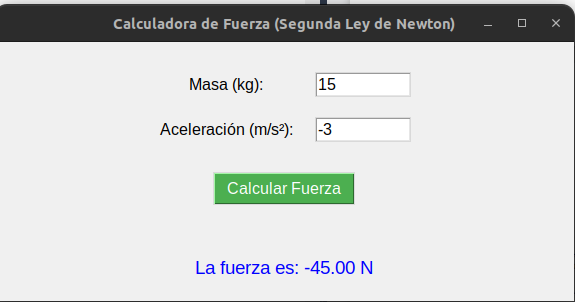 Calculadora de Fuerza (Segunda Ley de Newton)
Masa (kg): 15
Aceleración (m/s²): -3
Calcular Fuerza
La fuerza es: -45.00 N